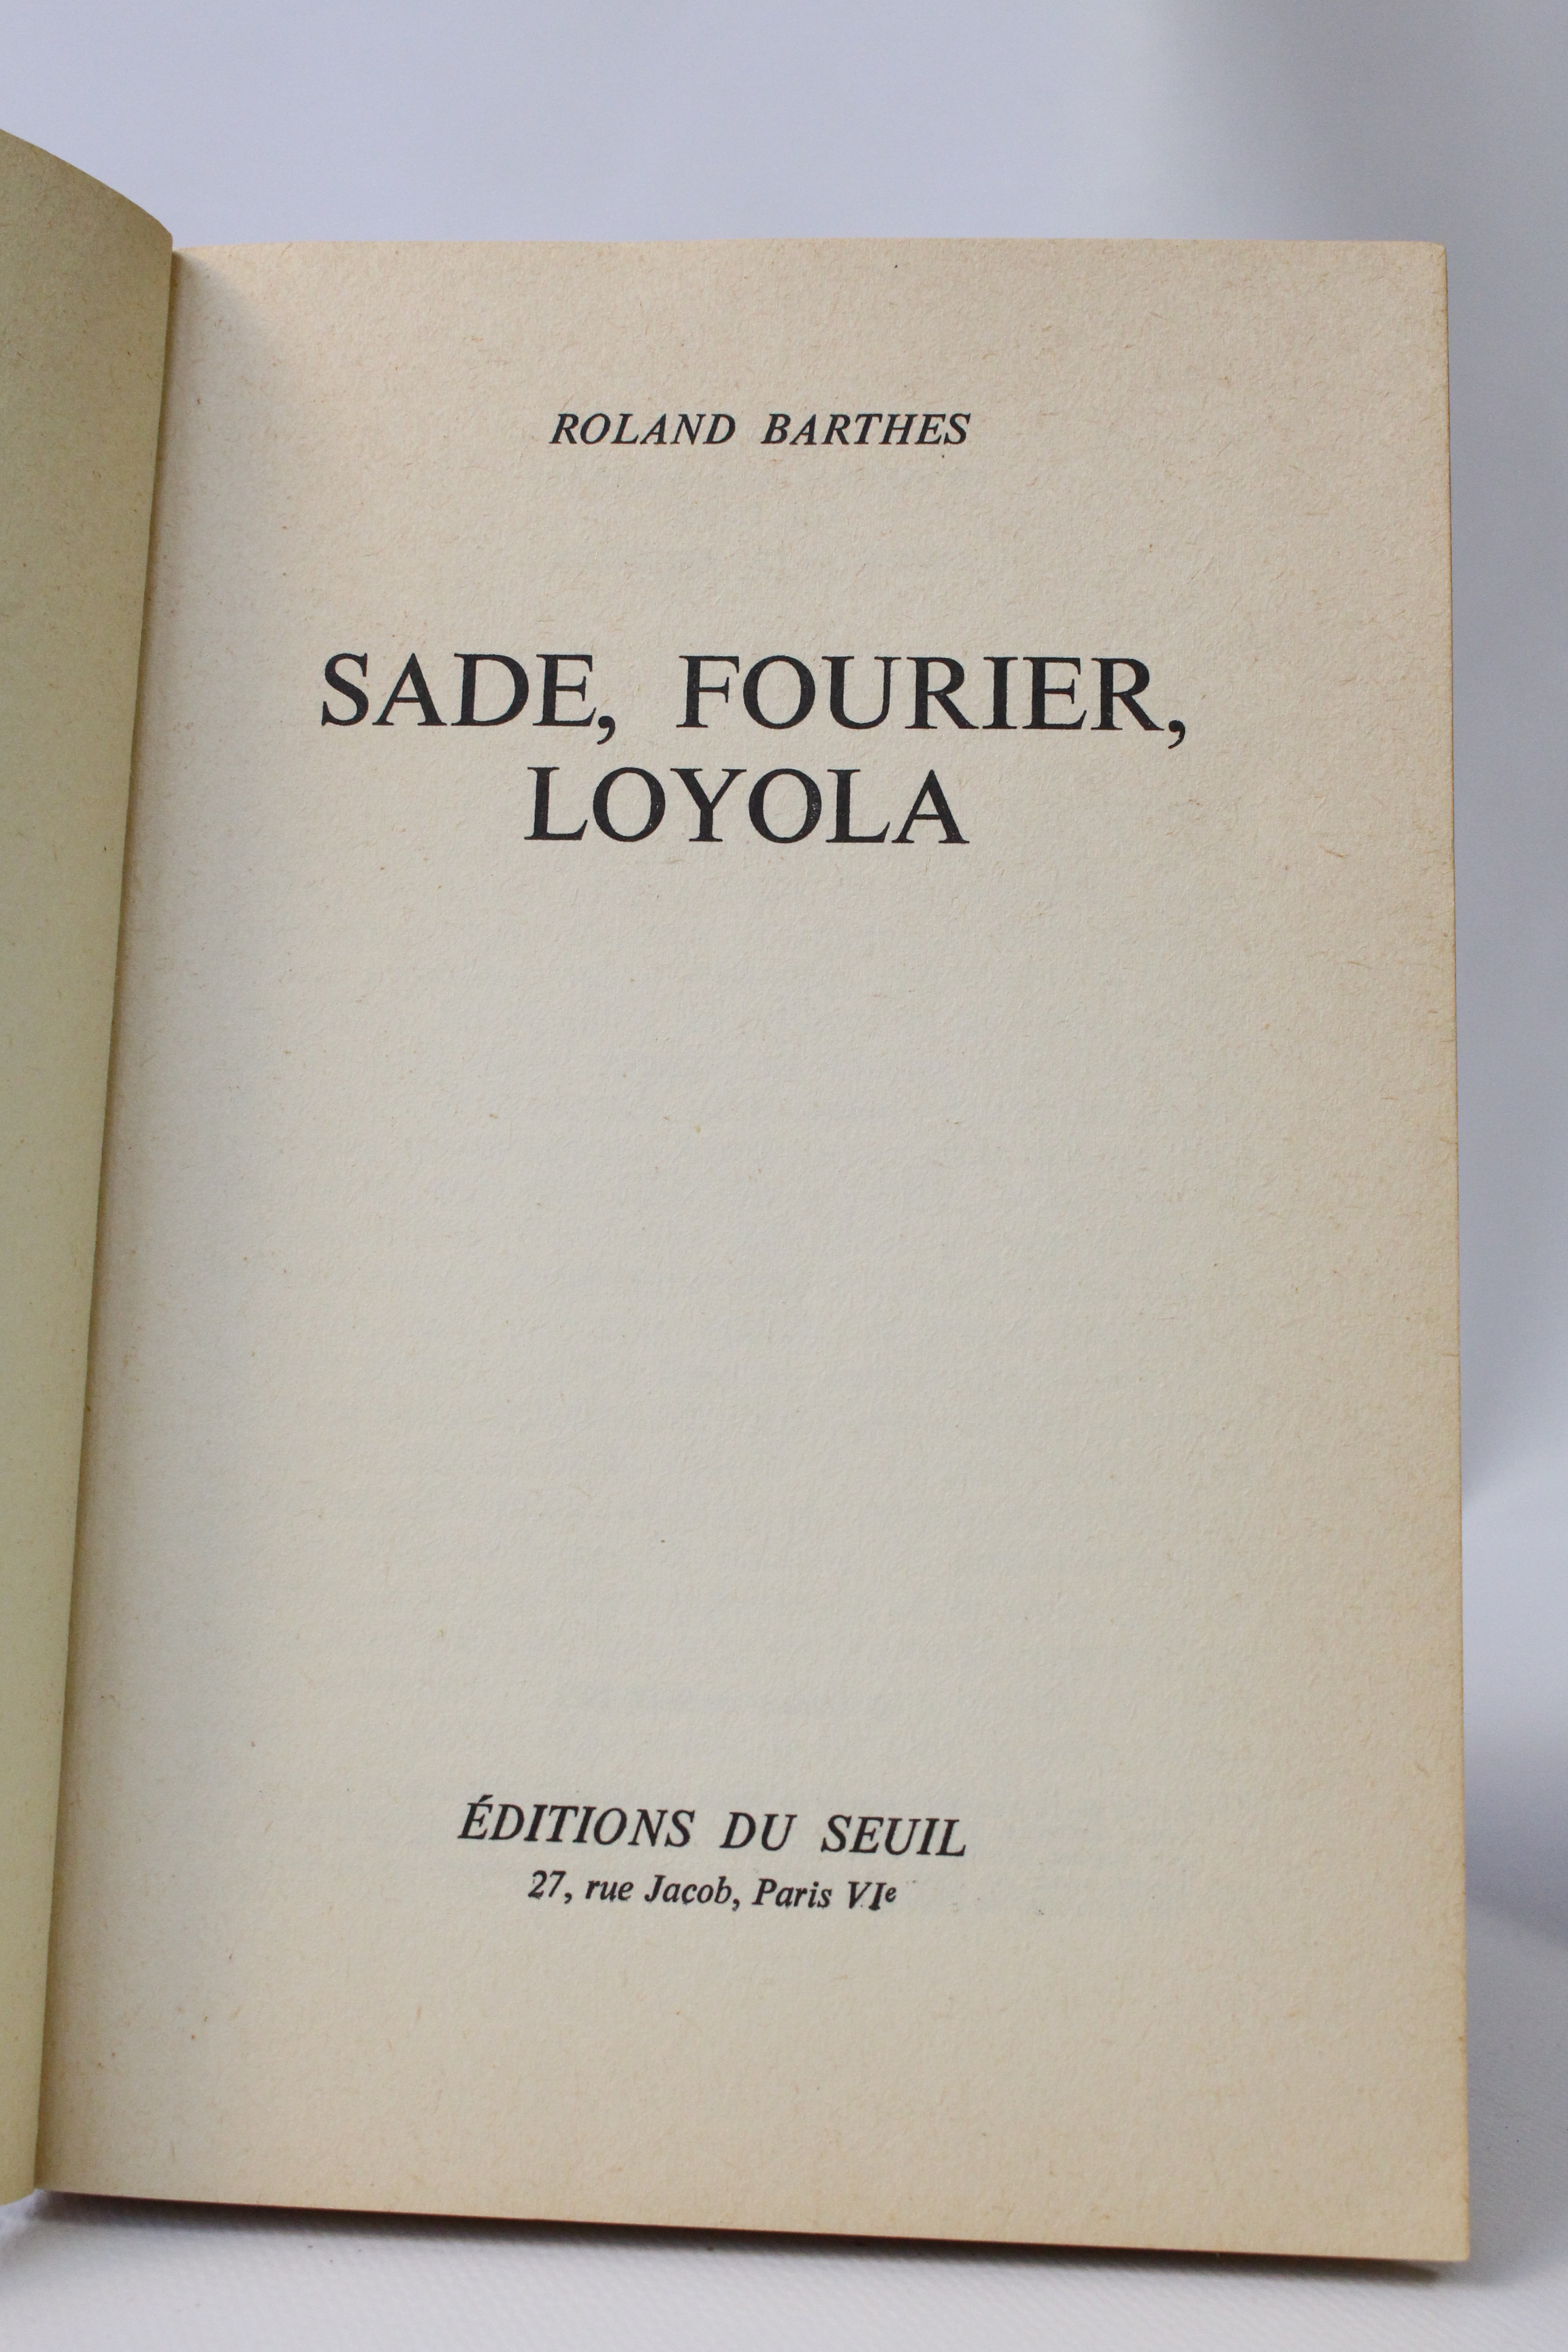 ROLAND BARTHES
SADE, FOURIER,
LOYOLA
ÉDITIONS DU SEUIL
27, rue Jacob, Paris VIe